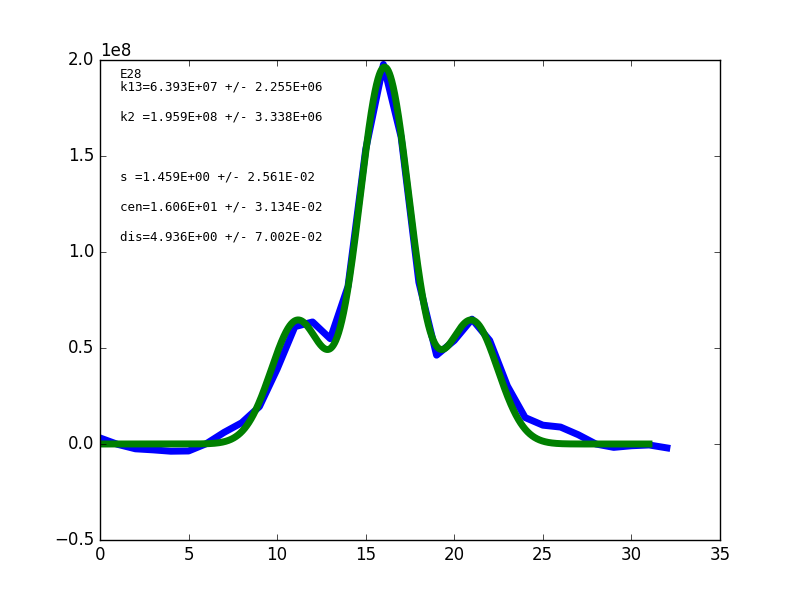 1e8
2.0
E28
k13=6.393E+07 +/- 2.255E+06
k2 =1.959E+08 +/- 3.338E+06
1.5
s =1.459E+00 +/- 2.561E-02
cen=1.606E+01 +/- 3.134E-02
dis=4.936E+00 +/- 7.002E-02
1.0
0.5
0.0
−0.5
0 5 10 15 20 25 30 35